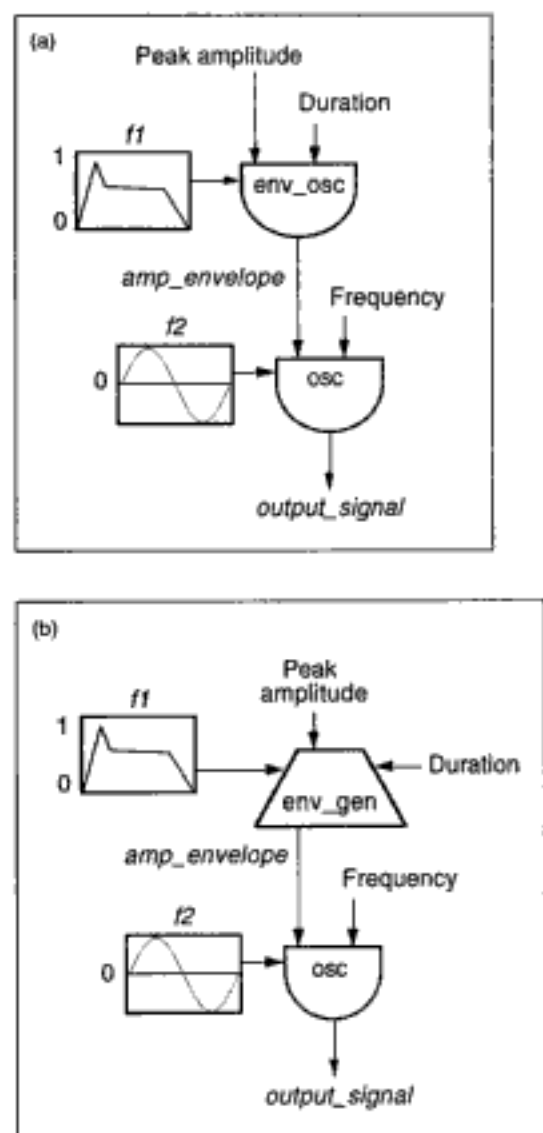 (a)
Peak amplitude
Duration
f1
1
0
env_osc
amp_envelope
Frequency
f2
0
osc
output_signal
(b)
Peak
amplitude
f1
1
0
Duration
env_gen
amp_envelope
Frequency
f2
0
osc
output_signal